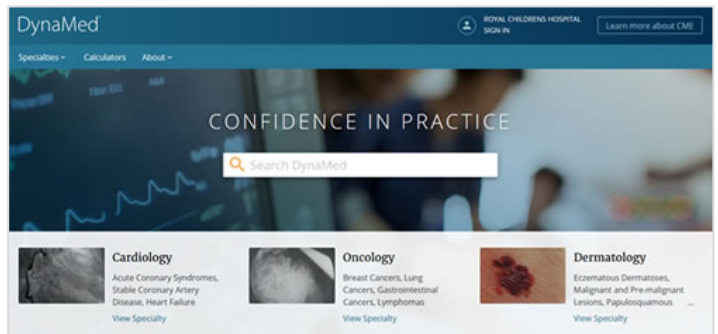 DynaMed
ROYAL CHILDRENS HOSPITAL
SIGN IN
Learn more about CME
Specialties
Calculators
About
CONFIDENCE IN PRACTICE
Search DynaMed
Cardiology
Acute Coronary Syndromes,
Stable Coronary Artery
Disease, Heart Failure
View Specialty
Oncology
Breast Cancers, Lung
Cancers, Gastrointestinal
Cancers, Lymphomas
View Specialty
Dermatology
Eczematous Dermatoses,
Malignant and Pre-malignant
Lesions, Papulosquamous ...
View Specialty